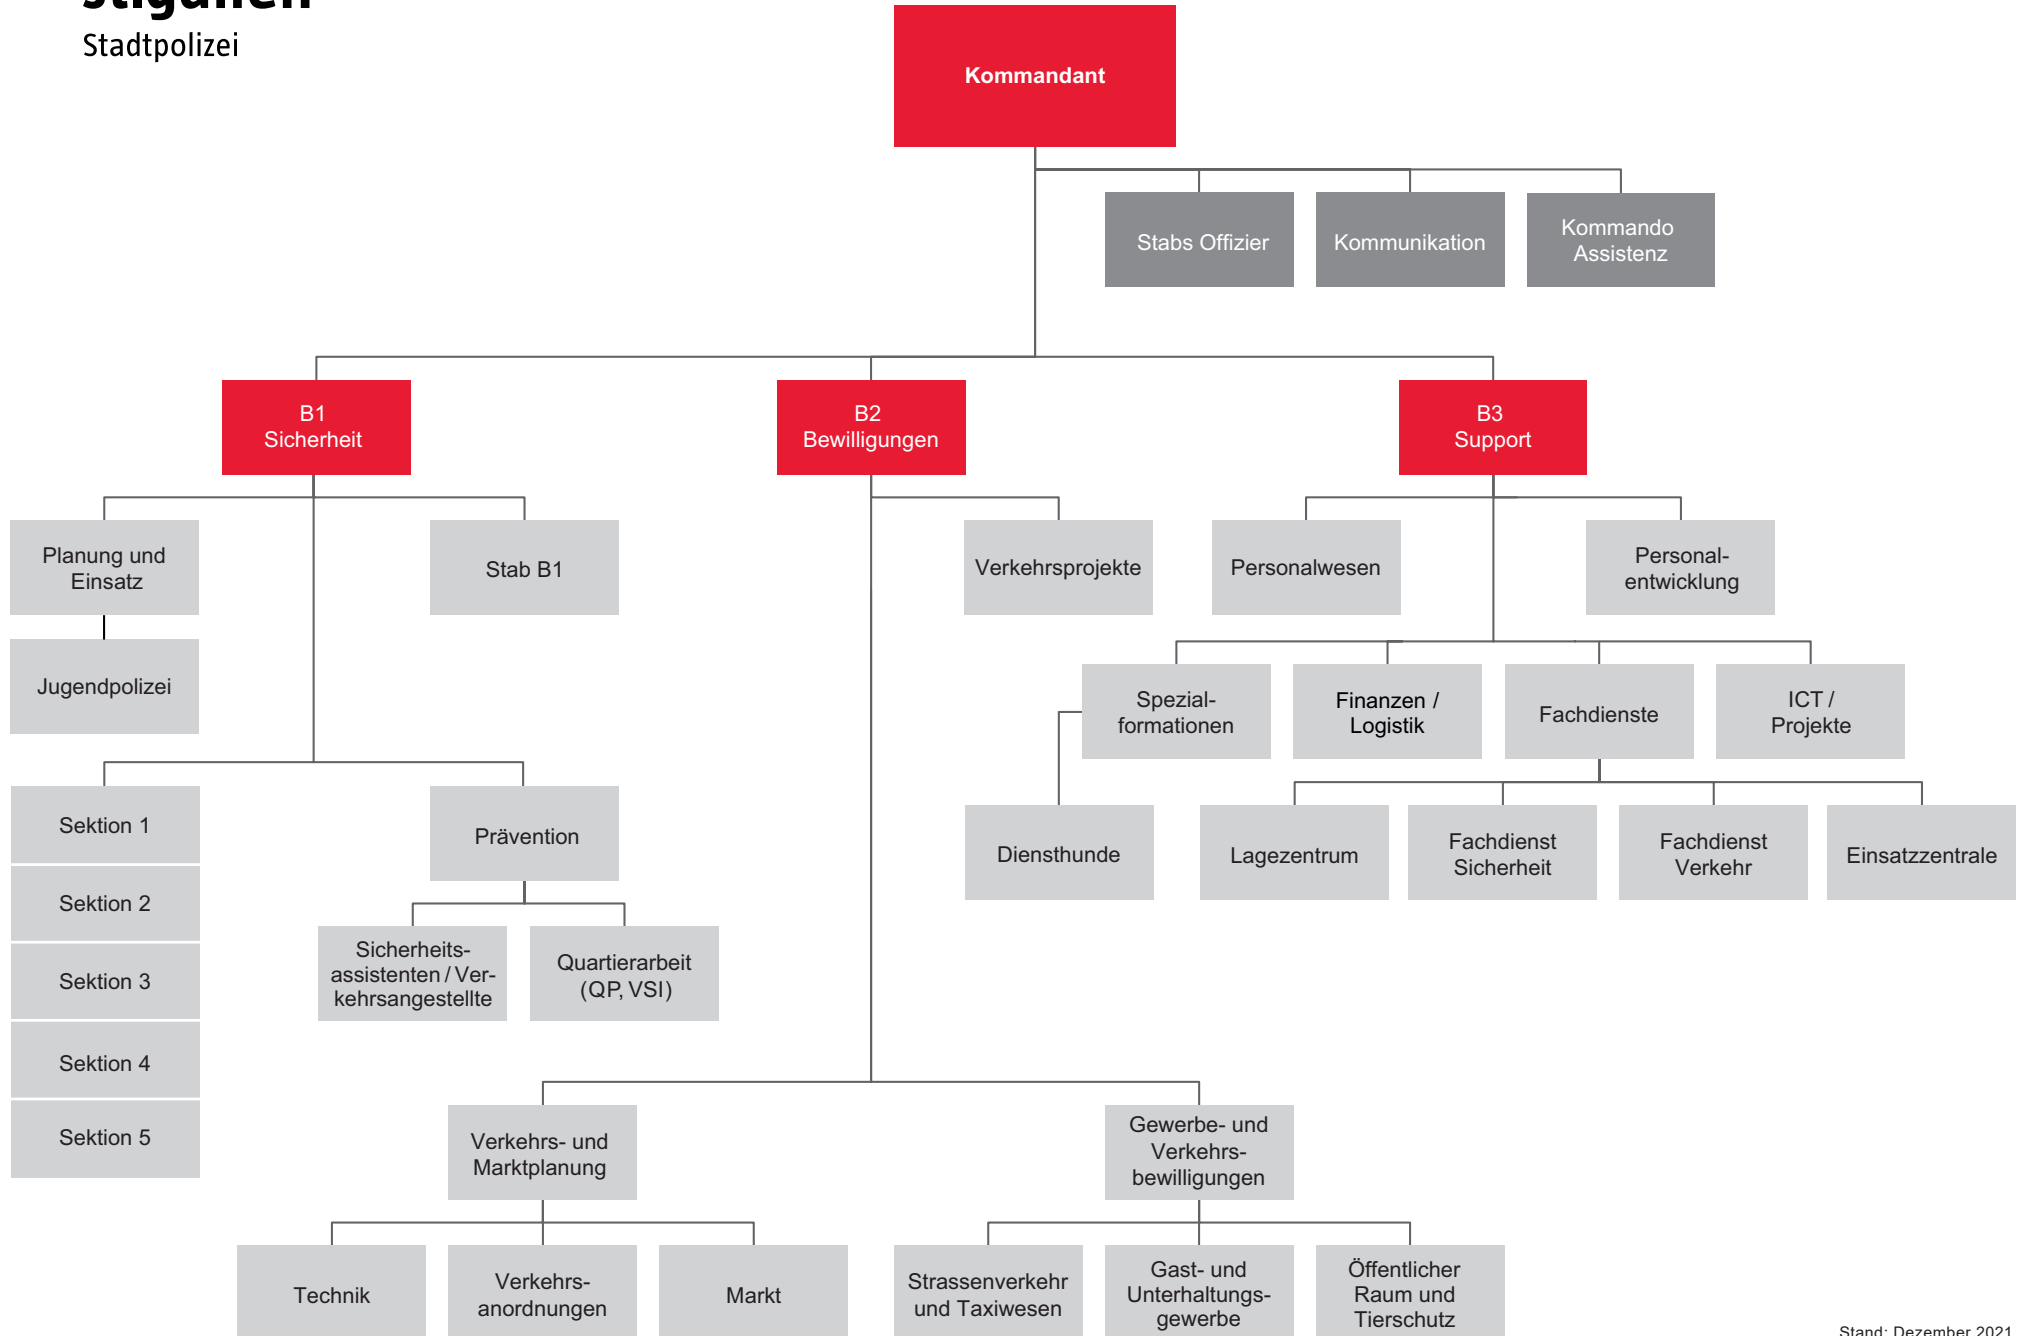 Stadtpolizei
Kommandant
Stabs Offizier
Kommunikation
Kommando
Assistenz
B1
Sicherheit
B2
Bewilligungen
B3
Support
Planung und
Einsatz
Stab B1
Verkehrsprojekte
Personalwesen
Personal-
entwicklung
Jugendpolizei
Spezial-
formationen
Finanzen /
Logistik
Fachdienste
ICT /
Projekte
Sektion 1
Sektion 2
Sektion 3
Sektion 4
Sektion 5
Prävention
Diensthunde
Lagezentrum
Fachdienst
Sicherheit
Fachdienst
Verkehr
Einsatzzentrale
Sicherheits-
assistenten / Ver-
kehrsangestellte
Quartierarbeit
(QP, VSI)
Verkehrs- und
Marktplanung
Gewerbe- und
Verkehrs-
bewilligungen
Technik
Verkehrs-
anordnungen
Markt
Strassenverkehr
und Taxiwesen
Gast- und
Unterhaltungs-
gewerbe
Öffentlicher
Raum und
Tierschutz
Stand: Dezember 2021